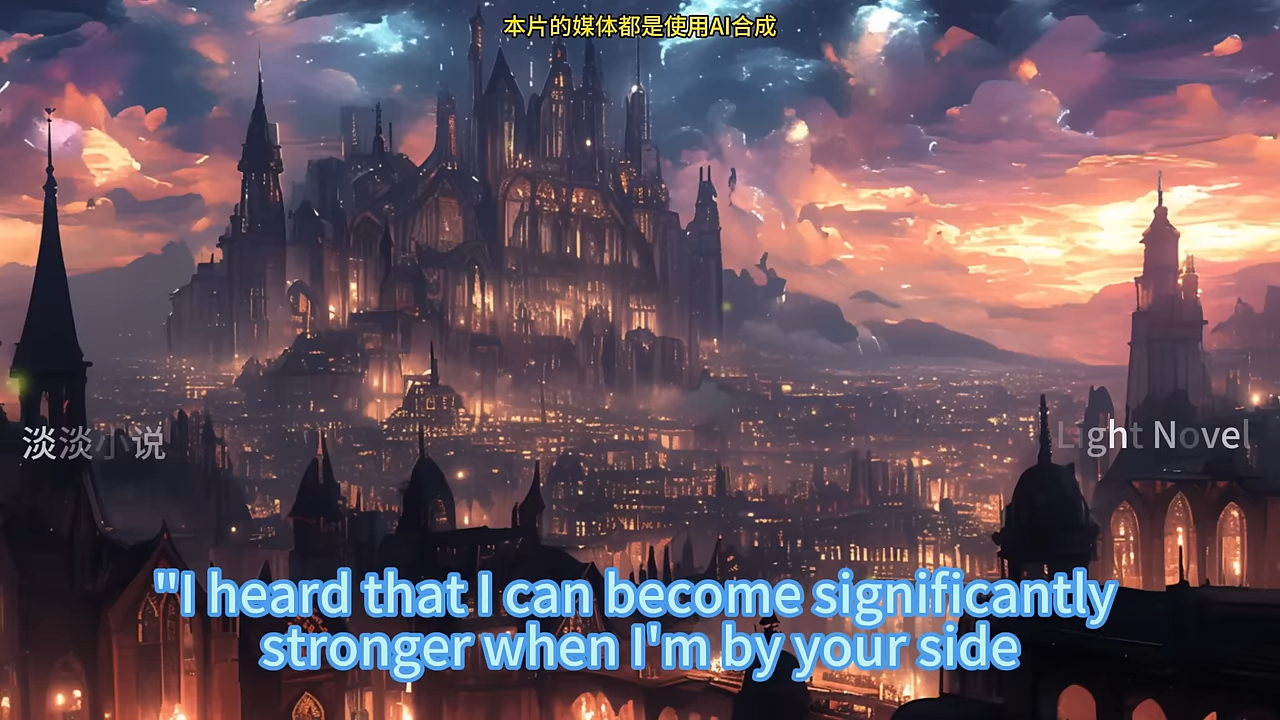 本片的媒体都是使用AI合成
淡淡小说
Light Novel
"I heard that I can become significantly
stronger when I'm by your side